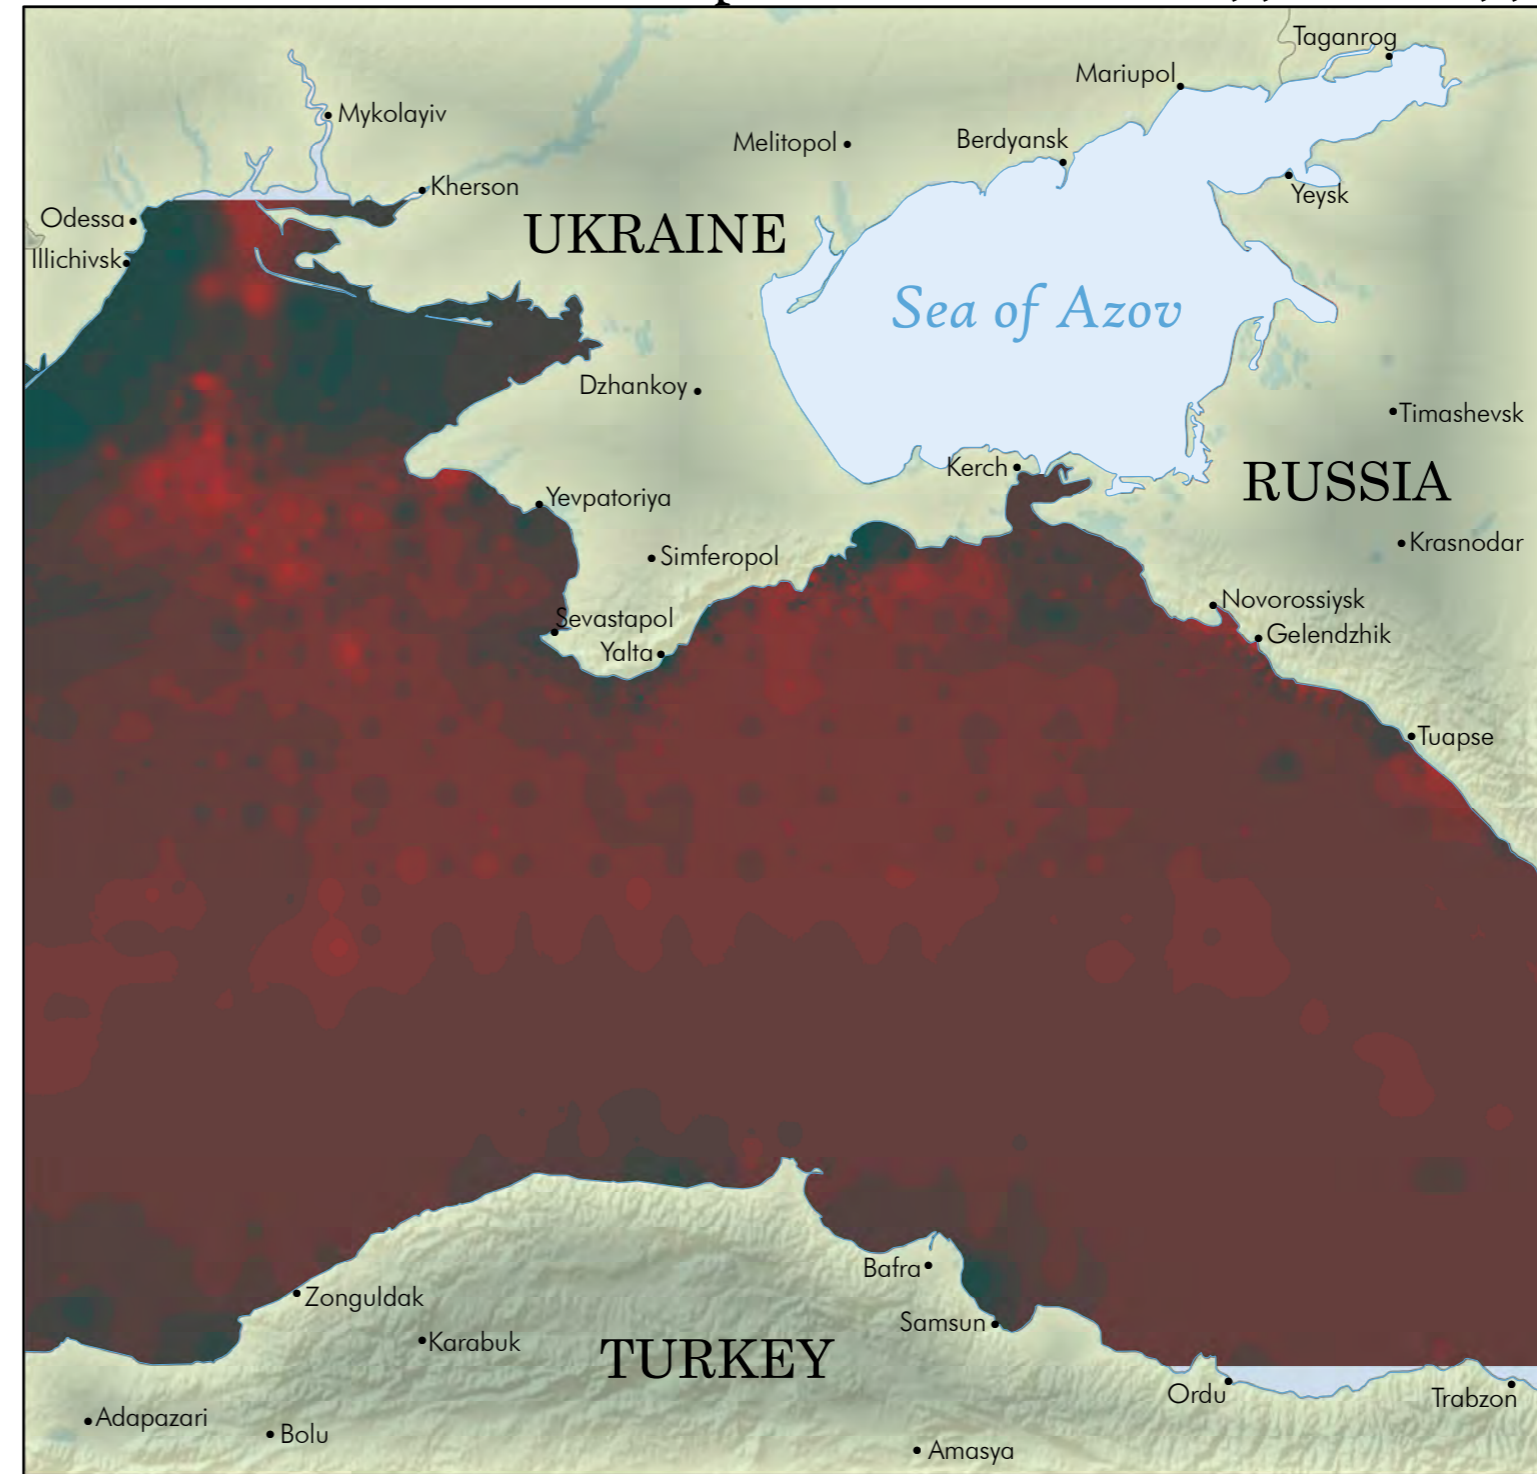 Taganrog
Mariupol
Mykolayiv
Melitopol
Berdyansk
Kherson
Yeysk
Odessa
UKRAINE
Illichivsk
Sea of Azov
Dzhankoy
Timashevsk
Kerch
RUSSIA
Yevpatoriya
Simferopol
Krasnodar
Novorossiysk
Sevastapol
Gelendzhik
Yalta
Tuapse
Bafra
Zonguldak
Samsun
Karabuk
TURKEY
Ordu
Trabzon
Adapazari
Bolu
Amasya